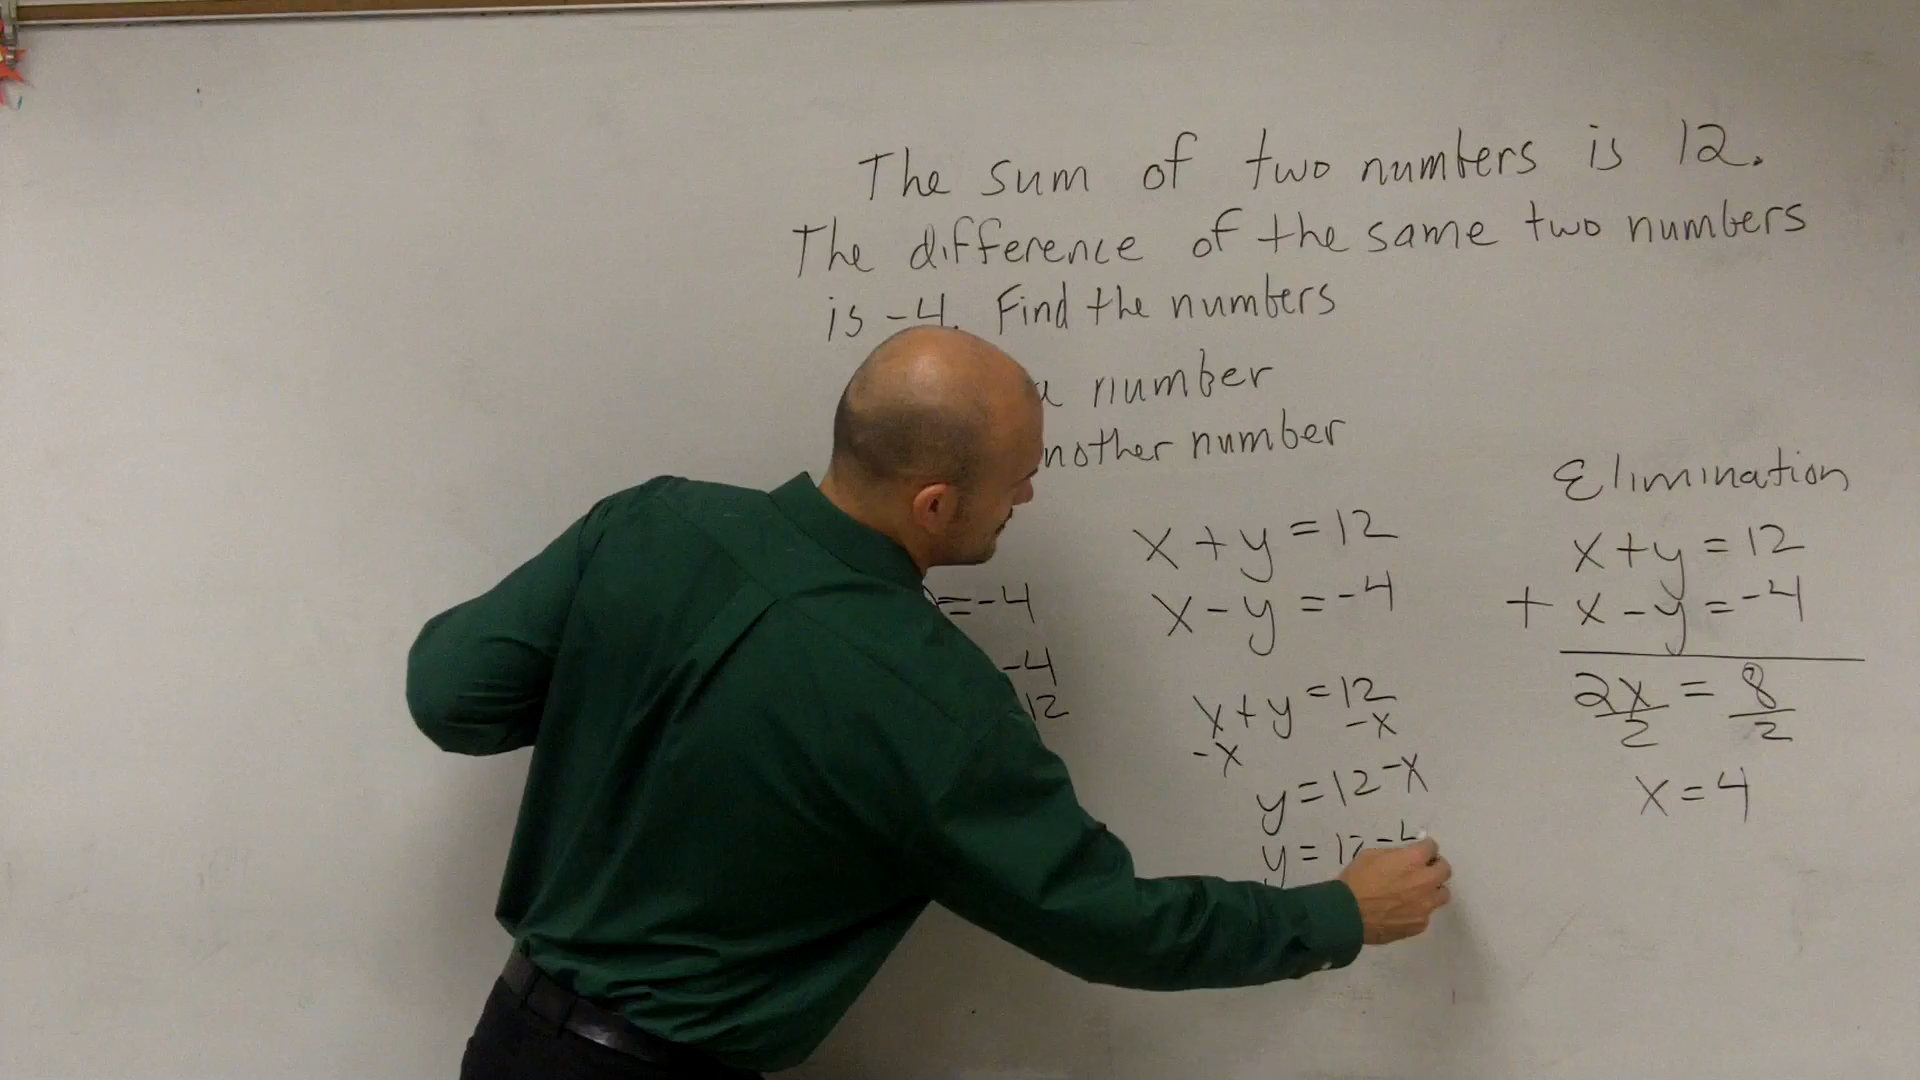 The sum of two numbers is 12.
The difference of the same two numbers
is -4. Find the numbers
number
number
=-4
-4
12
x+y=12
x-y=-4
x+y=12
-x -x
y=12-x
y=12-4
Elimination
x+y=12
+ x-y=-4
2x = 8
2 2
x=4